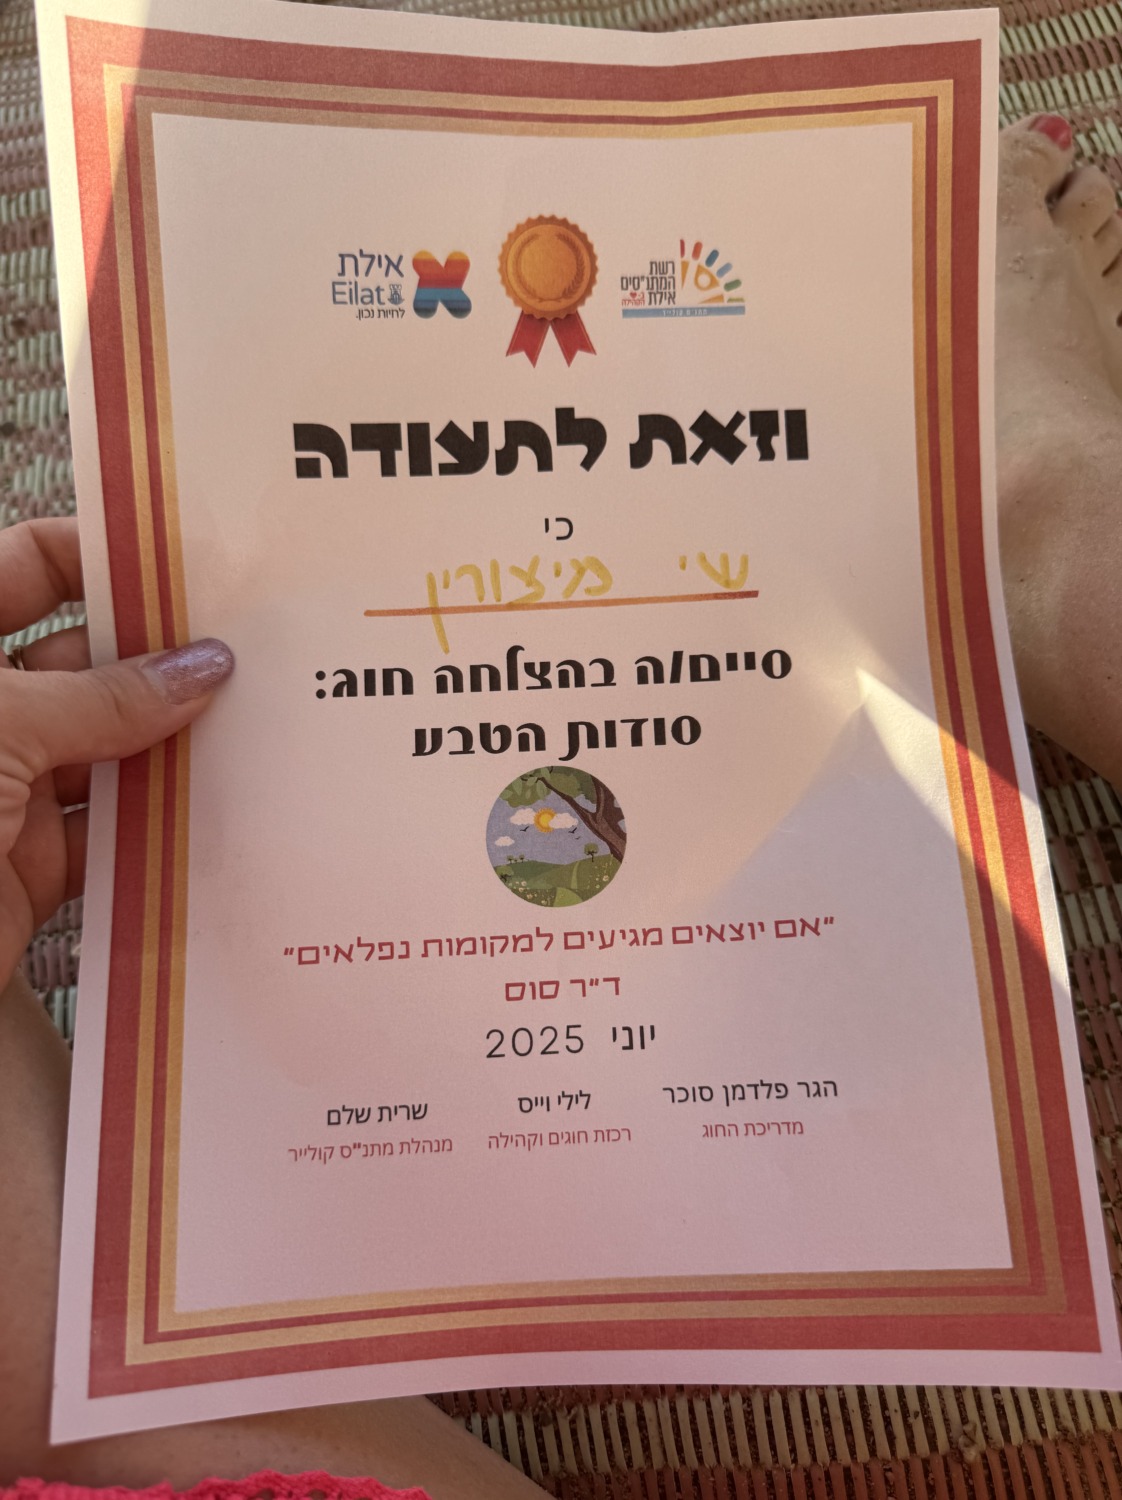 אילת
Eilat
לחיות נכון.
רשת
המתנ"סים
אילת
וזאת לתעודה
כי
שי מיצורין
סיים/ה בהצלחה חוג:
סודות הטבע
"אם יוצאים מגיעים למקומות נפלאים"
ד"ר סוס
יוני 2025
הגר פלדמן סוכר
מדריכת החוג
לילי וייס
רכזת חוגים וקהילה
שרית שלם
מנהלת מתנ"ס קולייר